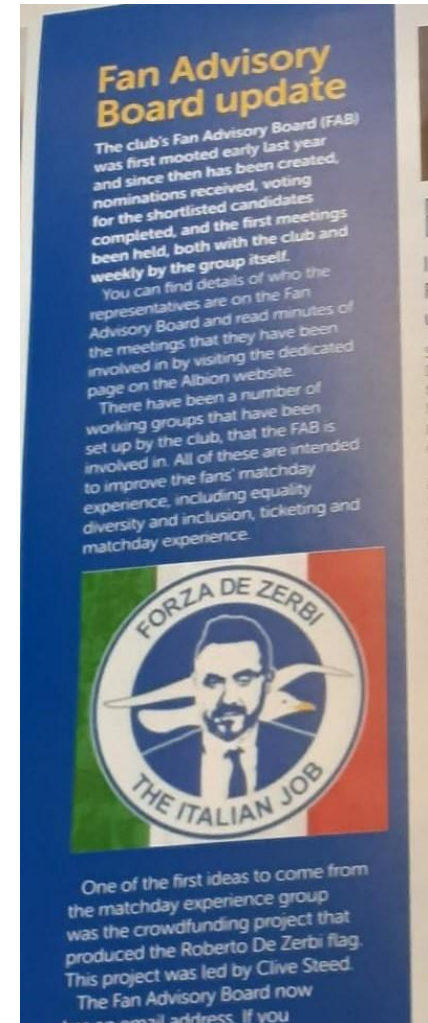 Fan Advisory
Board update
The club's Fan Advisory Board (FAB)
was first mooted early last year
and since then has been created,
nominations received, voting
for the shortlisted candidates
completed, and the first meetings
been held, both with the club and
weekly by the group itself.
You can find details of who the
representatives are on the Fan
Advisory Board and read minutes of
the meetings that they have been
involved in by visiting the dedicated
page on the Albion website.
There have been a number of
working groups that have been
set up by the club, that the FAB is
involved in. All of these are intended
to improve the fans' matchday
experience, including equality
diversity and inclusion, ticketing and
matchday experience.
FORZA DE ZERBI
THE ITALIAN JOB
One of the first ideas to come from
the matchday experience group
was the crowdfunding project that
produced the Roberto De Zerbi flag.
This project was led by Clive Steed.
The Fan Advisory Board now
an email address. If you